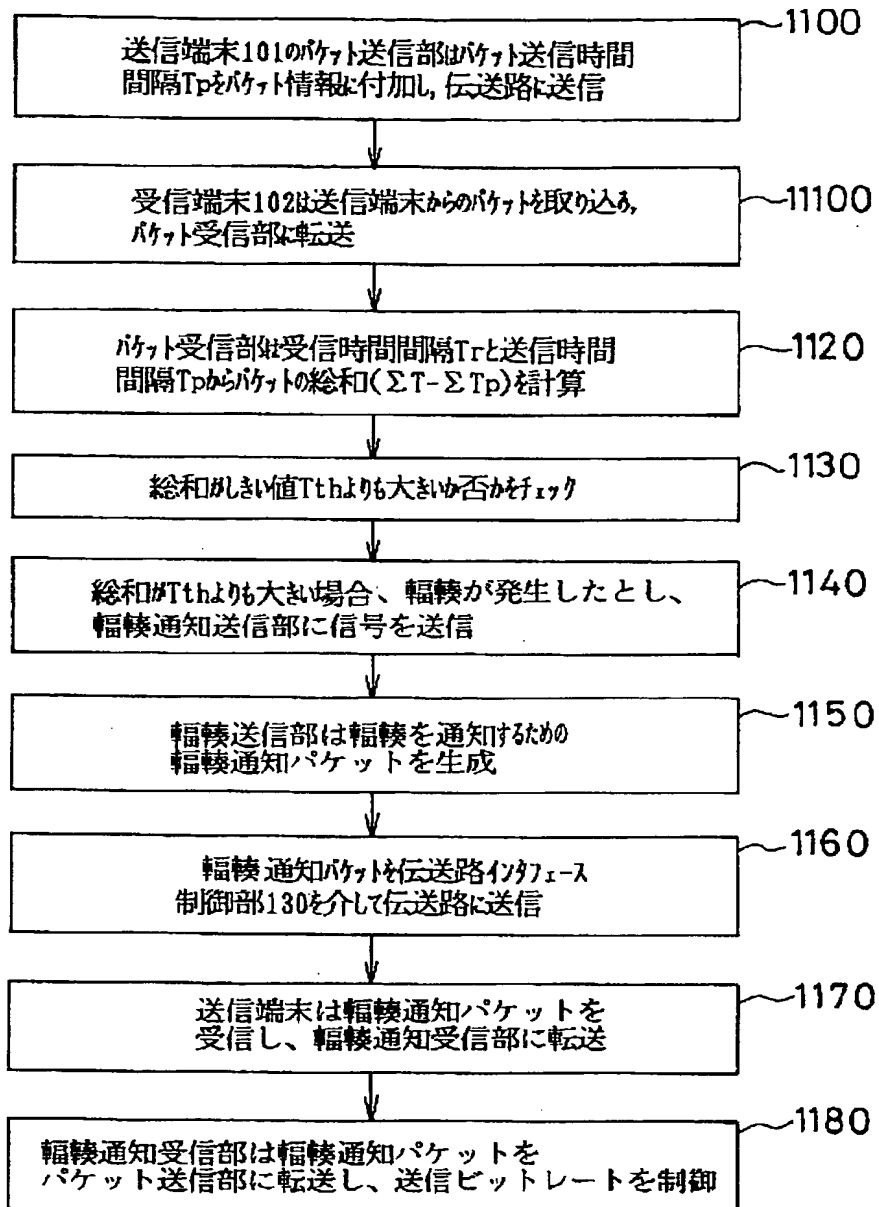 1100
送信端末101のパケット送信部はパケット送信時間
間隔Tpをパケット情報に付加し,伝送路に送信
11100
受信端末102は送信端末からのパケットを取り込み,
パケット受信部に転送
1120
パケット受信部は受信時間間隔Trと送信時間
間隔Tpからパケットの総和(ΣT-ΣTp)を計算
1130
総和がしきい値Tthよりも大きいか否かをチェック
1140
総和がTthよりも大きい場合、輻輳が発生したとし、
輻輳通知送信部に信号を送信
1150
輻輳送信部は輻輳を通知するための
輻輳通知パケットを生成
1160
輻輳通知パケットを伝送路インタフェース
制御部130を介して伝送路に送信
1170
送信端末は輻輳通知パケットを
受信し、輻輳通知受信部に転送
1180
輻輳通知受信部は輻輳通知パケットを
パケット送信部に転送し、送信ビットレートを制御